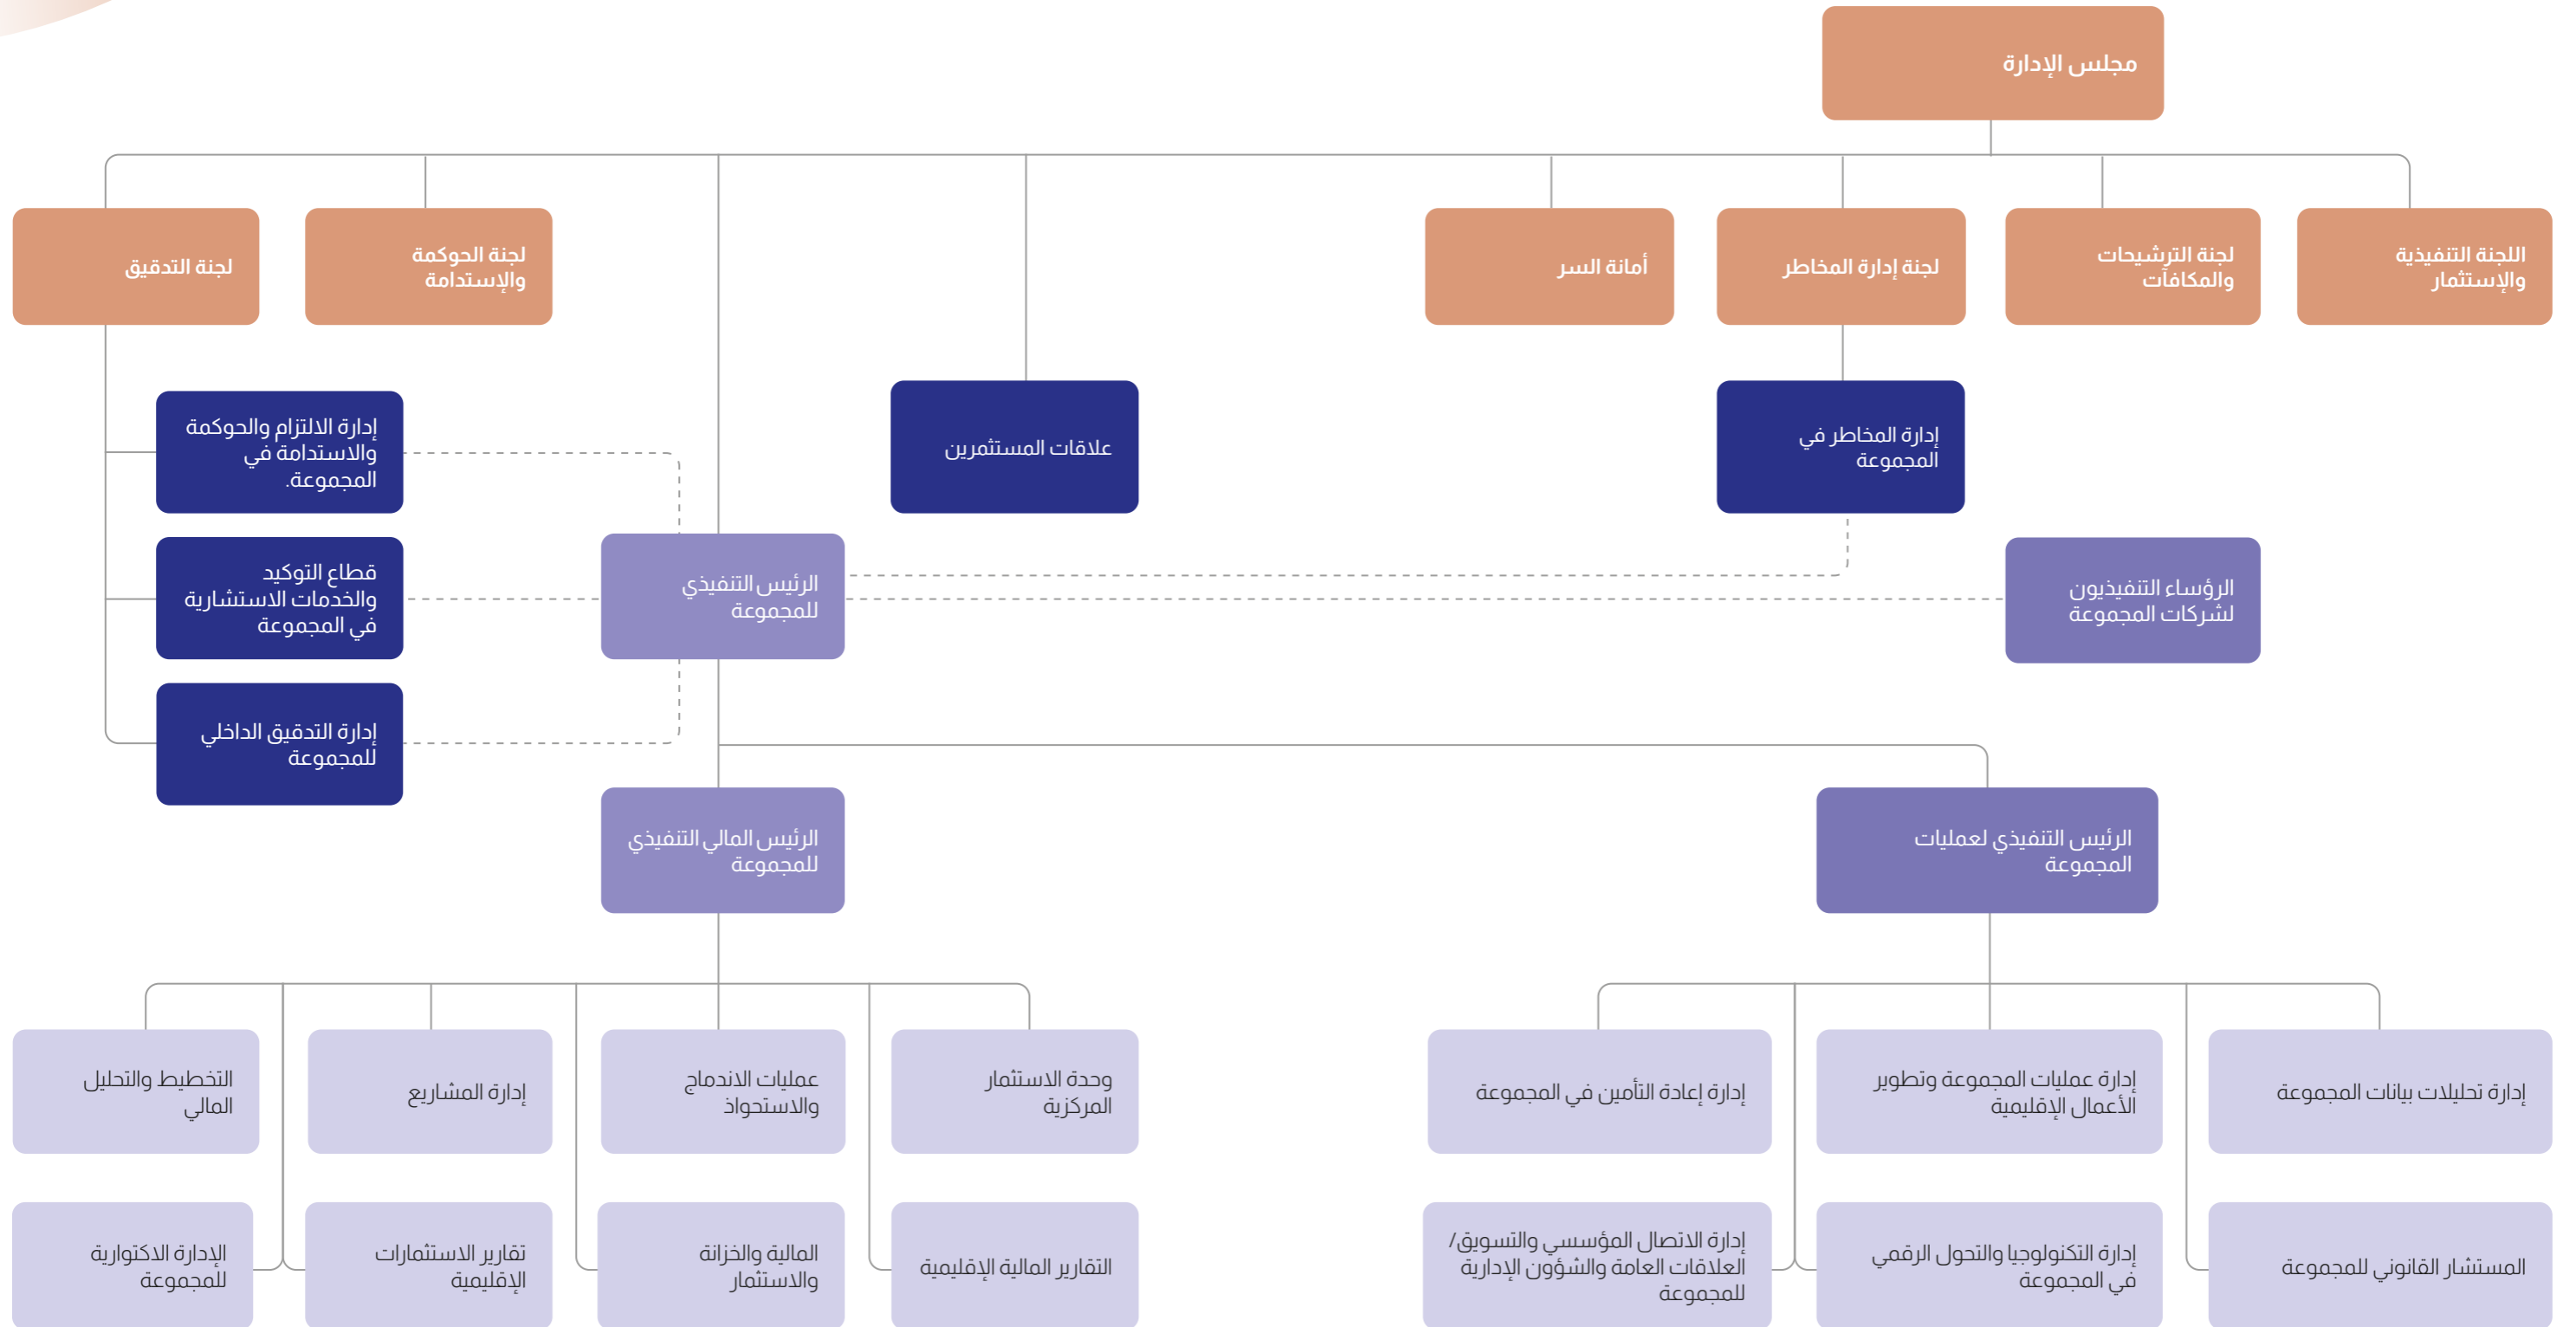 مجلس الإدارة
اللجنة التنفيذية
والإستثمار
لجنة الترشيحات
والمكافآت
لجنة إدارة المخاطر
أمانة السر
لجنة الحوكمة
والإستدامة
لجنة التدقيق
إدارة المخاطر في
المجموعة
علاقات المستثمرين
إدارة الالتزام والحوكمة
والاستدامة في
المجموعة.
الرؤساء التنفيذيون
لشركات المجموعة
الرئيس التنفيذي
للمجموعة
قطاع التوكيد
والخدمات الاستشارية
في المجموعة
إدارة التدقيق الداخلي
للمجموعة
الرئيس التنفيذي لعمليات
المجموعة
الرئيس المالي التنفيذي
للمجموعة
إدارة تحليلات بيانات المجموعة
إدارة عمليات المجموعة وتطوير
الأعمال الإقليمية
إدارة إعادة التأمين في المجموعة
وحدة الاستثمار
المركزية
عمليات الاندماج
والاستحواذ
إدارة المشاريع
التخطيط والتحليل
المالي
المستشار القانوني للمجموعة
إدارة التكنولوجيا والتحول الرقمي
في المجموعة
إدارة الاتصال المؤسسي والتسويق/
العلاقات العامة والشؤون الإدارية
للمجموعة
التقارير المالية الإقليمية
المالية والخزانة
والاستثمار
تقارير الاستثمارات
الإقليمية
الإدارة الاكتوارية
للمجموعة